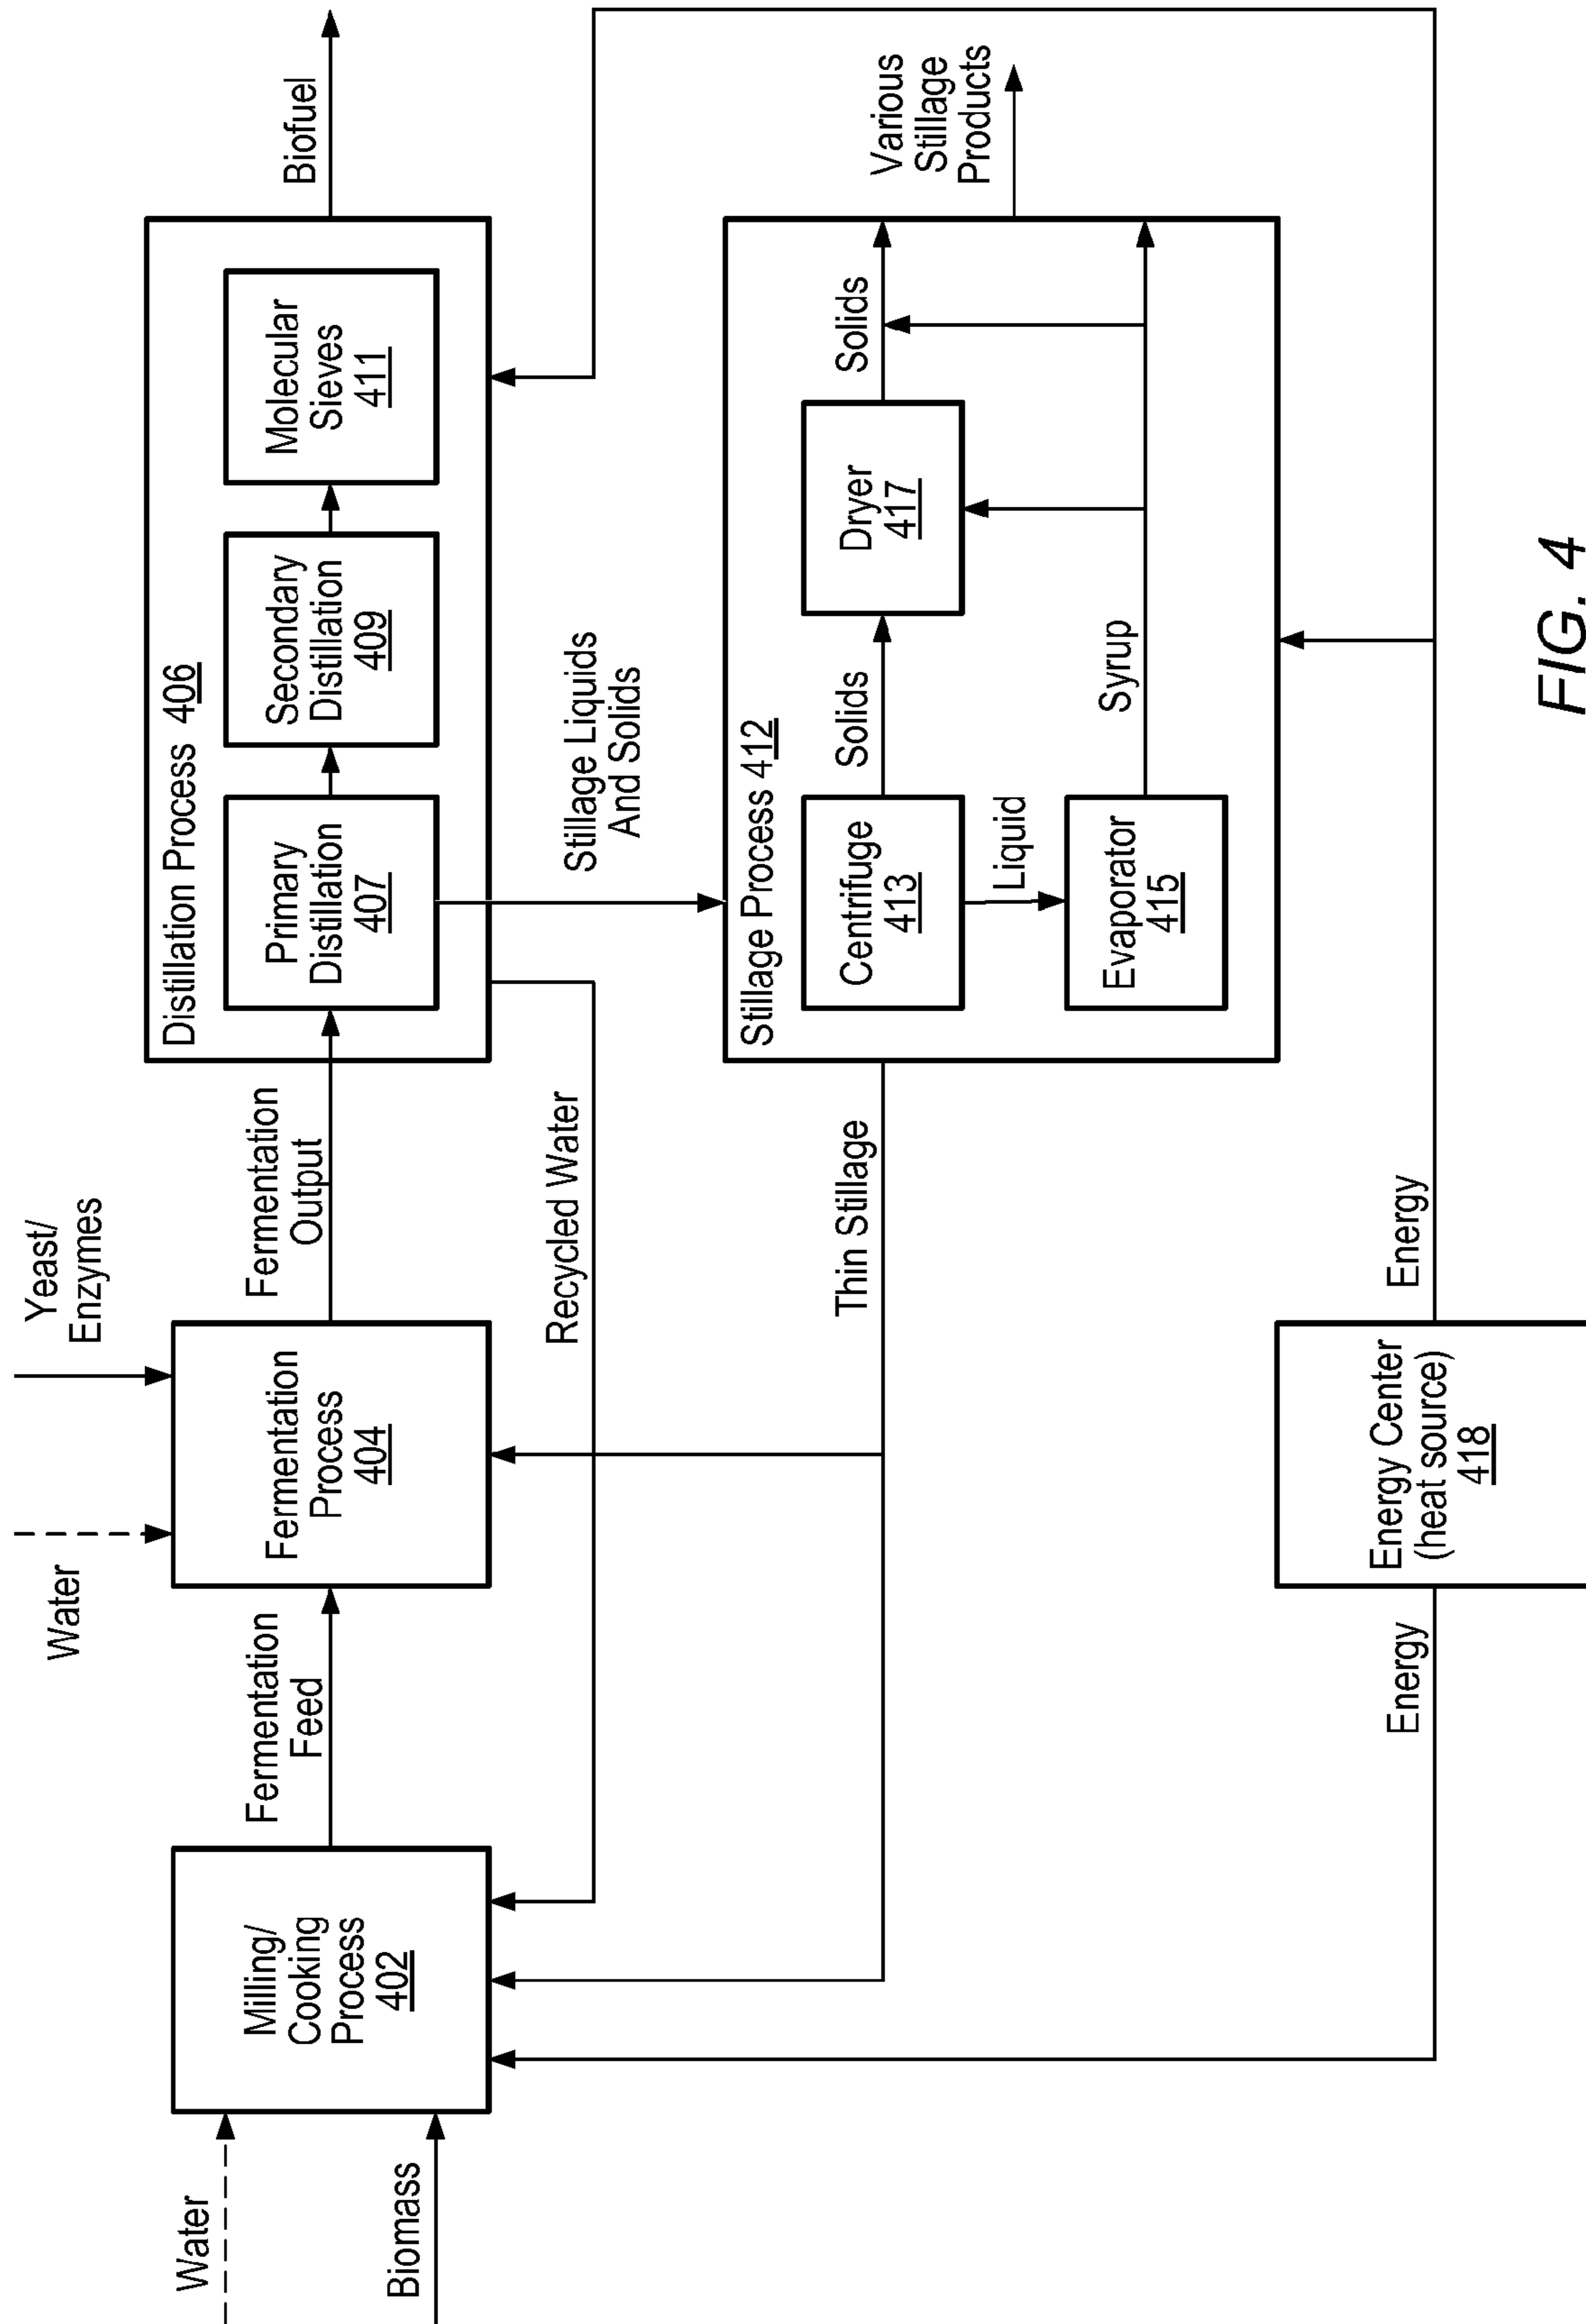 Water
Biomass
Milling/
Cooking
Process
402
Fermentation
Feed
Water
Yeast/
Enzymes
Fermentation
Process
404
Fermentation
Output
Recycled Water
Distillation Process 406
Primary
Distillation
407
Secondary
Distillation
409
Molecular
Sieves
411
Biofuel
Stillage Liquids
And Solids
Thin Stillage
Stillage Process 412
Centrifuge
413
Solids
Dryer
417
Solids
Liquid
Evaporator
415
Syrup
Various
Stillage
Products
Energy
Energy Center
(heat source)
418
Energy
FIG. 4